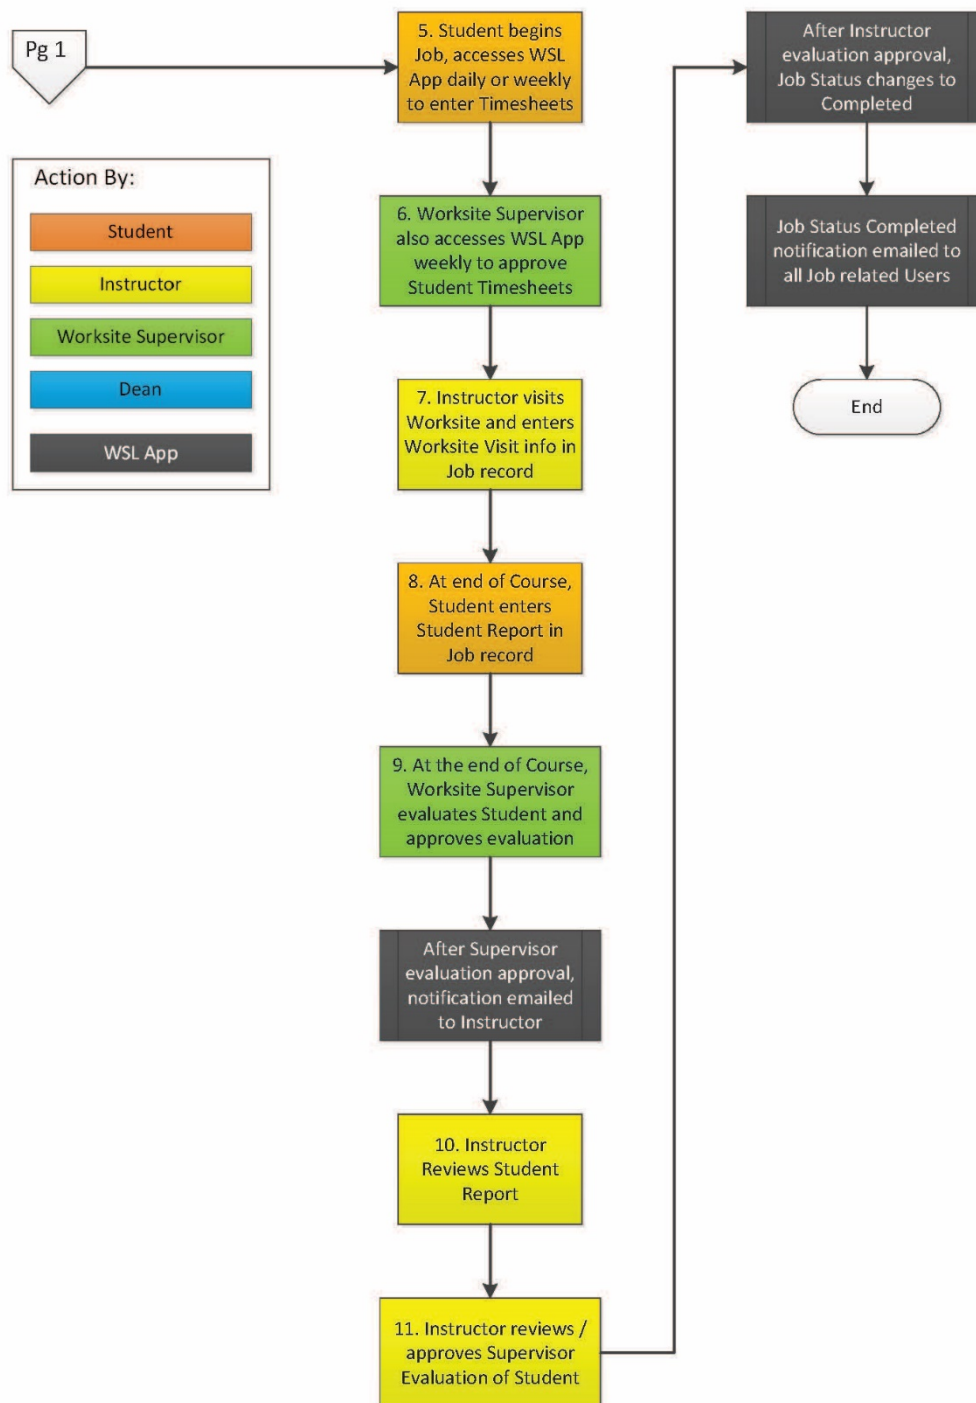 Pg 1
Action By:
Student
Instructor
Worksite Supervisor
Dean
WSL App
5. Student begins
Job, accesses WSL
App daily or weekly
to enter Timesheets
6. Worksite Supervisor
also accesses WSL App
weekly to approve
Student Timesheets
7. Instructor visits
Worksite and enters
Worksite Visit info in
Job record
8. At end of Course,
Student enters
Student Report in
Job record
9. At the end of Course,
Worksite Supervisor
evaluates Student and
approves evaluation
After Supervisor
evaluation approval,
notification emailed
to Instructor
10. Instructor
Reviews Student
Report
11. Instructor reviews /
approves Supervisor
Evaluation of Student
After Instructor
evaluation approval,
Job Status changes to
Completed
Job Status Completed
notification emailed to
all Job related Users
End